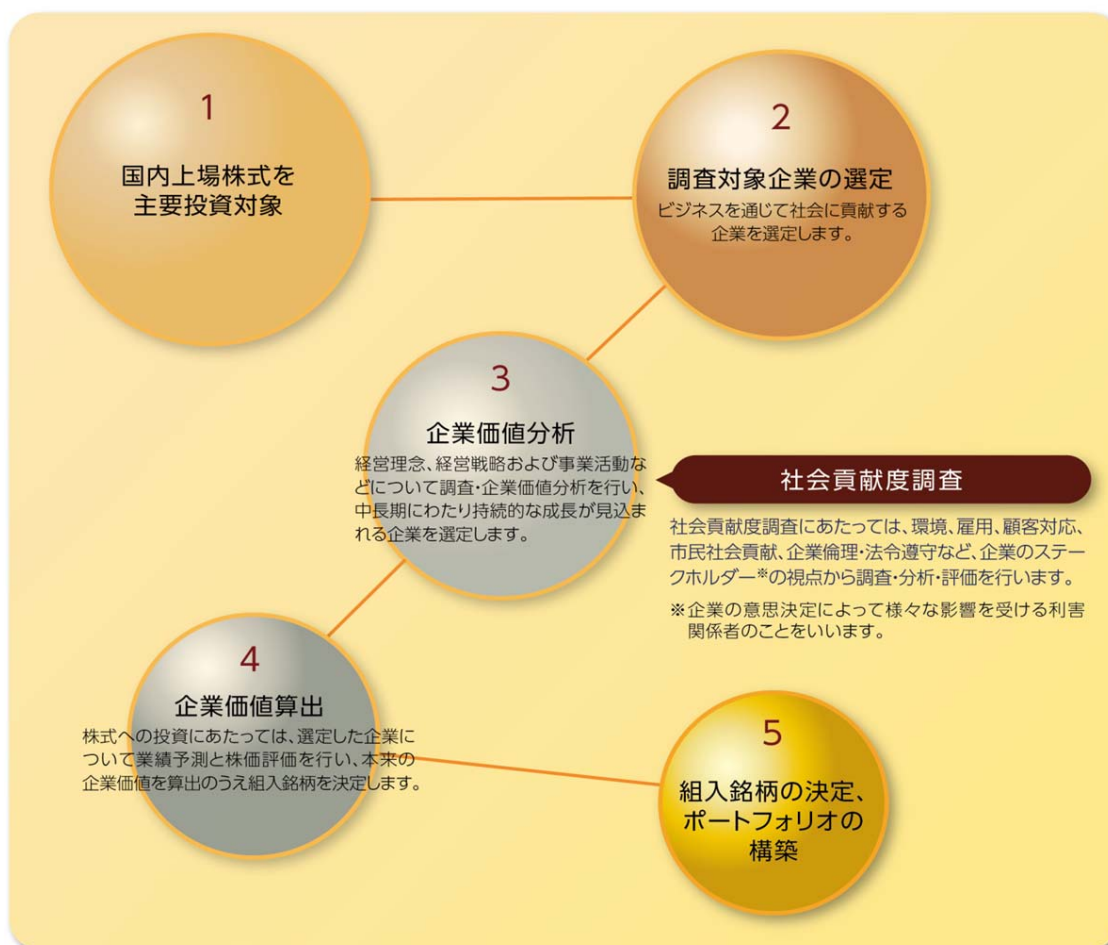 1
国内上場株式を
主要投資対象
2
調査対象企業の選定
ビジネスを通じて社会に貢献する
企業を選定します。
3
企業価値分析
経営理念、経営戦略および事業活動な
どについて調査・企業価値分析を行い、
中長期にわたり持続的な成長が見込ま
れる企業を選定します。
社会貢献度調査
社会貢献度調査にあたっては、環境、雇用、顧客対応、
市民社会貢献、企業倫理・法令遵守など、企業のステー
クホルダー※の視点から調査・分析・評価を行います。
※企業の意思決定によって様々な影響を受ける利害
関係者のことをいいます。
4
企業価値算出
株式への投資にあたっては、選定した企業に
ついて業績予測と株価評価を行い、本来の
企業価値を算出のうえ組入銘柄を決定します。
5
組入銘柄の決定、
ポートフォリオの
構築